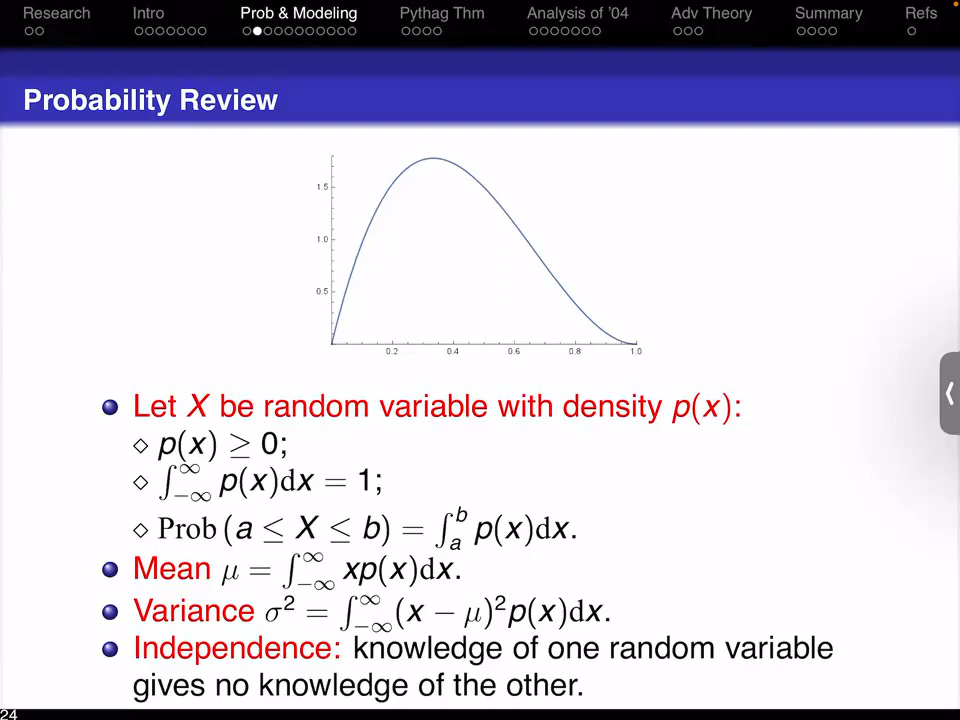 Research Intro Prob & Modeling Pythag Thm Analysis of ’04 Adv Theory Summary Refs
Probability Review
1.5
1.0
0.5
0.2 0.4 0.6 0.8 1.0
Let X be random variable with density p(x):
⋄ p(x) ≥ 0;
⋄ ∫_{−∞}^{∞} p(x)dx = 1;
⋄ Prob (a ≤ X ≤ b) = ∫_a^b p(x)dx.
Mean μ = ∫_{−∞}^{∞} xp(x)dx.
Variance σ² = ∫_{−∞}^{∞} (x − μ)²p(x)dx.
Independence: knowledge of one random variable
gives no knowledge of the other.
24